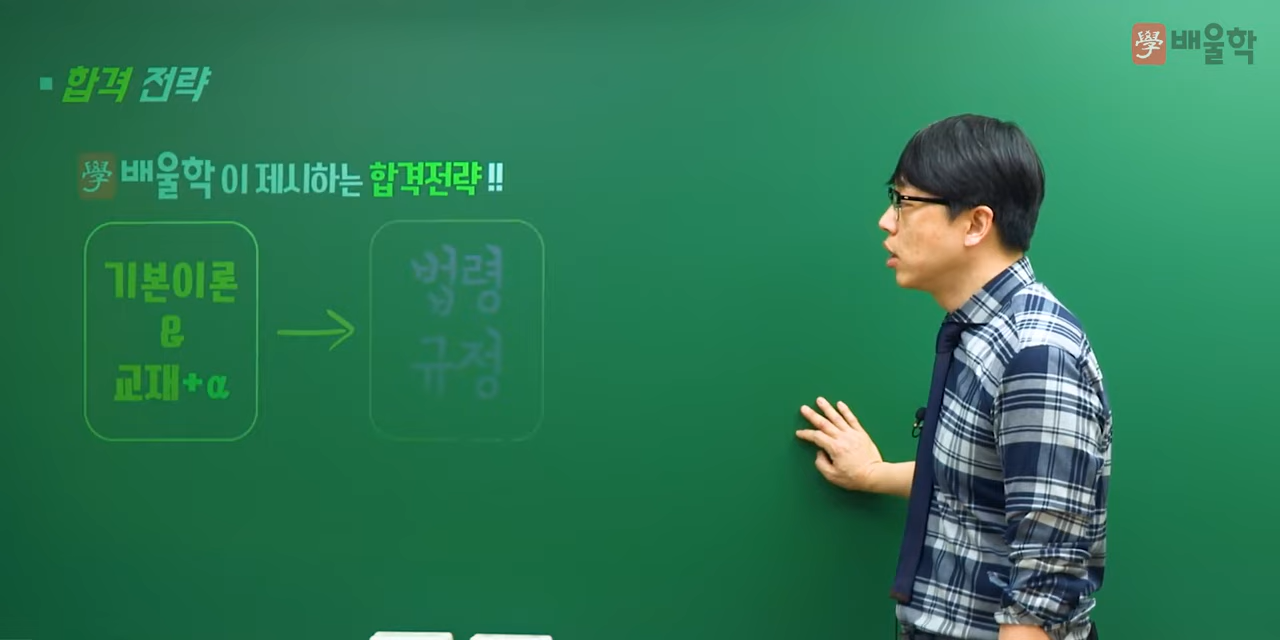 學 배울학
▪ 합격 전략
學 배울학이 제시하는 합격전략!!
기본이론
&
교재+α
법령
규정